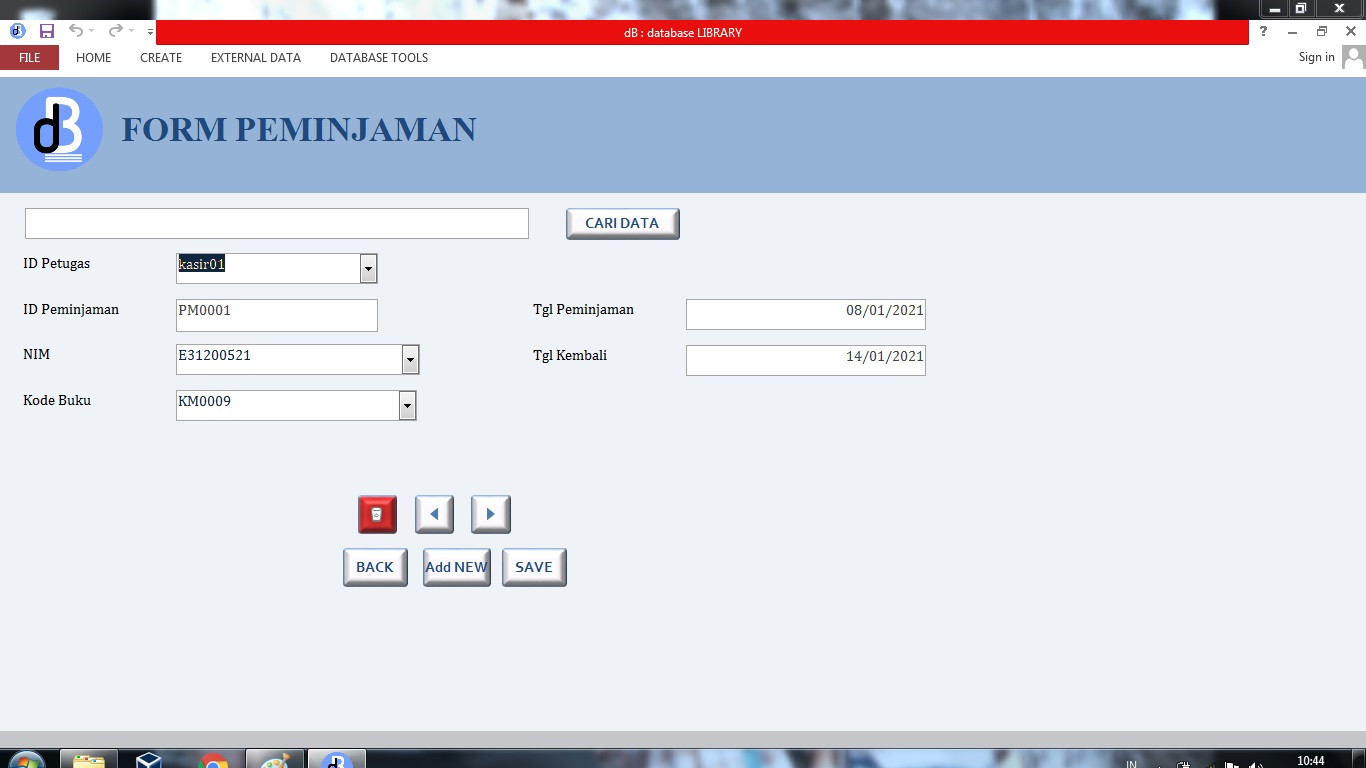 dB : database LIBRARY
?
FILE HOME CREATE EXTERNAL DATA DATABASE TOOLS Sign in
dB FORM PEMINJAMAN
CARI DATA
ID Petugas kasir01
ID Peminjaman PM0001 Tgl Peminjaman 08/01/2021
NIM E31200521 Tgl Kembali 14/01/2021
Kode Buku KM0009
BACK Add NEW SAVE
IN 10:44